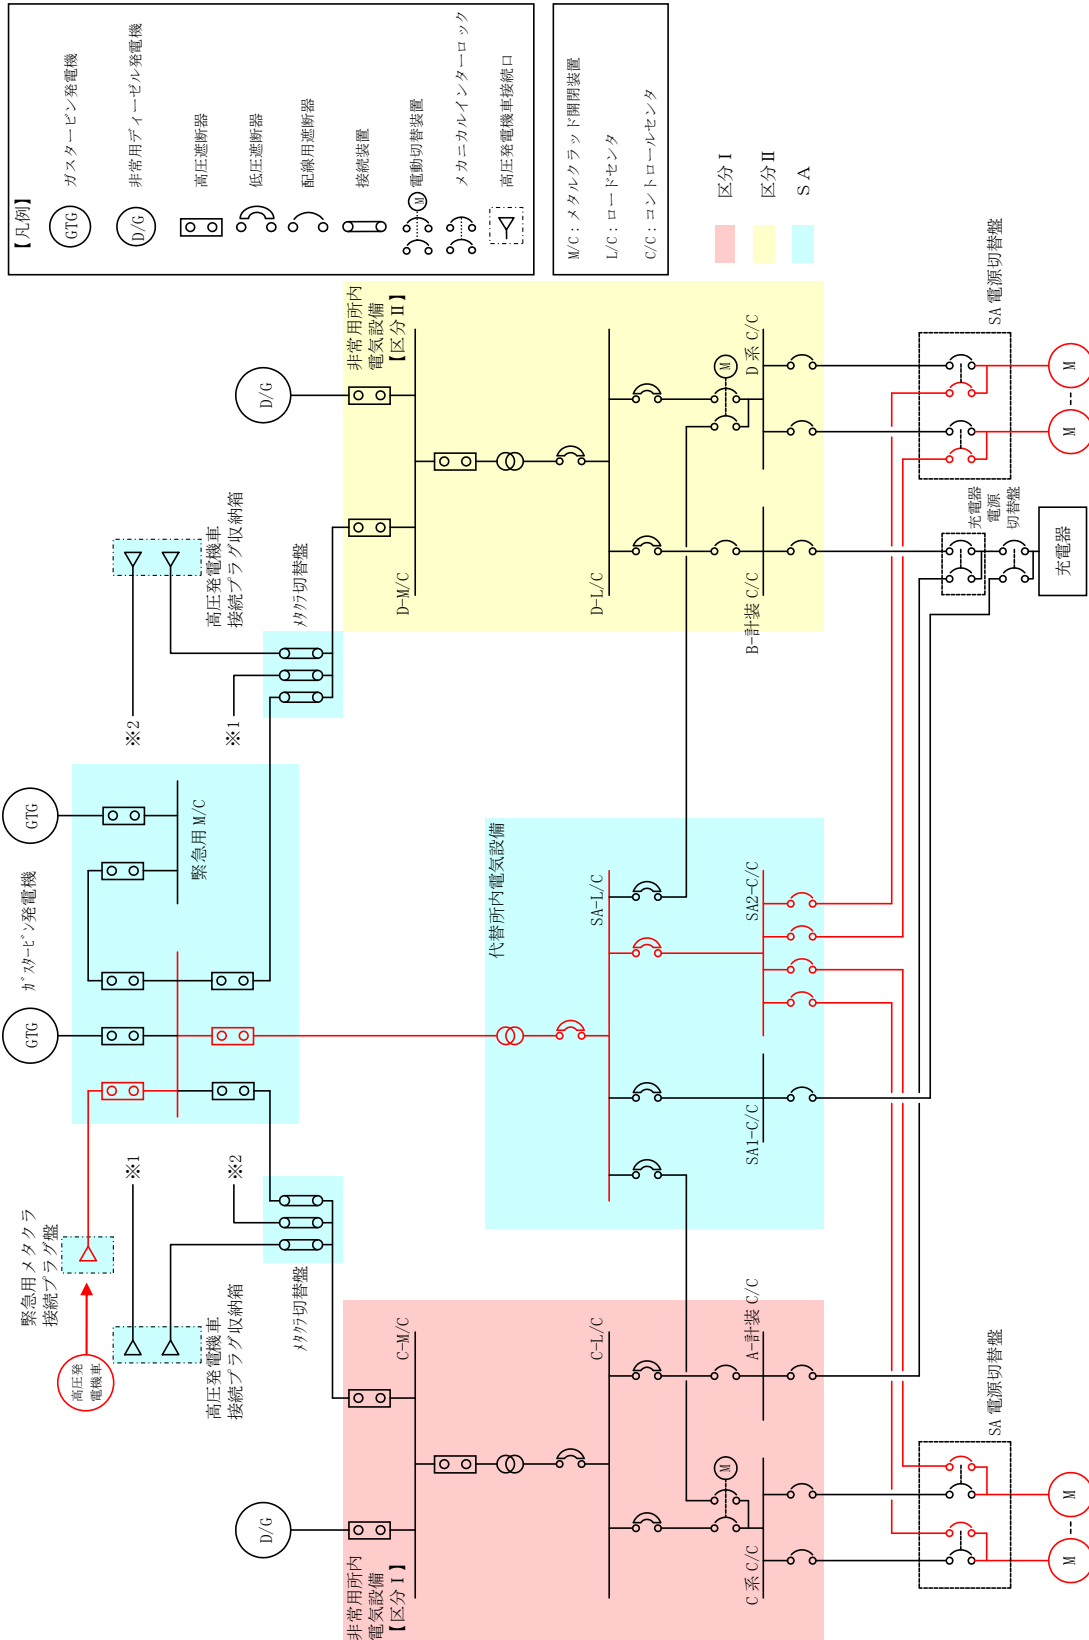 【凡例】
GTG
ガスタービン発電機
D/G
非常用ディーゼル発電機
高圧遮断器
低圧遮断器
配線用遮断器
接続装置
M
電動切替装置
メカニカルインターロック
高圧発電機車接続口
M/C：メタルクラッド開閉装置
L/C：ロードセンタ
C/C：コントロールセンタ
区分Ⅰ
区分Ⅱ
ＳＡ
高圧発
電機車
緊急用メタクラ
接続プラグ盤
GTG
ｶﾞｽﾀｰﾋﾞﾝ発電機
GTG
緊急用 M/C
※1
※2
高圧発電機車
接続プラグ収納箱
ﾒﾀｸﾗ切替盤
※2
※1
高圧発電機車
接続プラグ収納箱
ﾒﾀｸﾗ切替盤
D/G
非常用所内
電気設備
【区分Ⅰ】
C-M/C
C-L/C
M
C 系 C/C
A-計装 C/C
代替所内電気設備
SA-L/C
SA1-C/C
SA2-C/C
D/G
非常用所内
電気設備
【区分Ⅱ】
D-M/C
D-L/C
M
B-計装 C/C
D 系 C/C
SA 電源切替盤
M
M
充電器
電源
切替盤
充電器
SA 電源切替盤
M
M